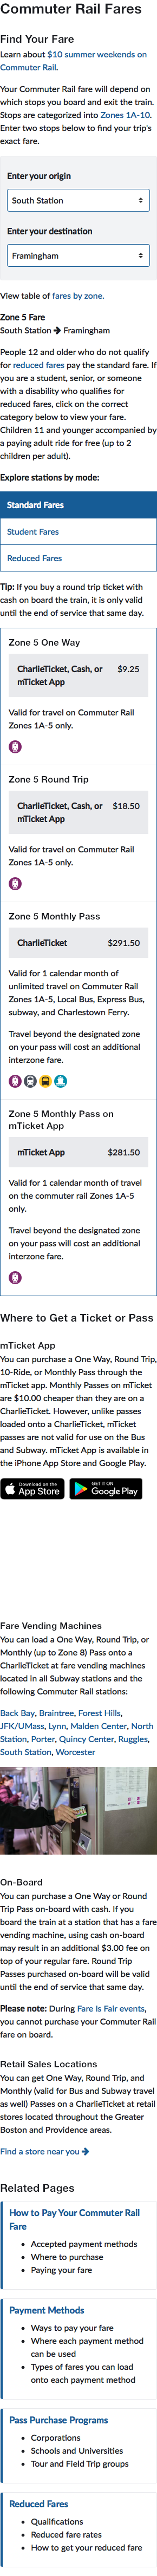 Commuter Rail Fares
Find Your Fare
Learn about $10 summer weekends on
Commuter Rail.
Your Commuter Rail fare will depend on
which stops you board and exit the train.
Stops are categorized into Zones 1A-10.
Enter two stops below to find your trip's
exact fare.
Enter your origin
South Station
Enter your destination
Framingham
View table of fares by zone.
Zone 5 Fare
South Station → Framingham
People 12 and older who do not qualify
for reduced fares pay the standard fare. If
you are a student, senior, or someone
with a disability who qualifies for
reduced fares, click on the correct
category below to view your fare.
Children 11 and younger accompanied by
a paying adult ride for free (up to 2
children per adult).
Explore stations by mode:
Standard Fares
Student Fares
Reduced Fares
Tip: If you buy a round trip ticket with
cash on board the train, it is only valid
until the end of service that same day.
Zone 5 One Way
CharlieTicket, Cash, or $9.25
mTicket App
Valid for travel on Commuter Rail
Zones 1A-5 only.
Zone 5 Round Trip
CharlieTicket, Cash, or $18.50
mTicket App
Valid for travel on Commuter Rail
Zones 1A-5 only.
Zone 5 Monthly Pass
CharlieTicket $291.50
Valid for 1 calendar month of
unlimited travel on Commuter Rail
Zones 1A-5, Local Bus, Express Bus,
subway, and Charlestown Ferry.
Travel beyond the designated zone
on your pass will cost an additional
interzone fare.
Zone 5 Monthly Pass on
mTicket App
mTicket App $281.50
Valid for 1 calendar month of travel
on the commuter rail Zones 1A-5
only.
Travel beyond the designated zone
on your pass will cost an additional
interzone fare.
Where to Get a Ticket or Pass
mTicket App
You can purchase a One Way, Round Trip,
10-Ride, or Monthly Pass through the
mTicket app. Monthly Passes on mTicket
are $10.00 cheaper than they are on a
CharlieTicket. However, unlike passes
loaded onto a CharlieTicket, mTicket
passes are not valid for use on the Bus
and Subway. mTicket App is available in
the iPhone App Store and Google Play.
Download on the App Store
GET IT ON Google Play
Fare Vending Machines
You can load a One Way, Round Trip, or
Monthly (up to Zone 8) Pass onto a
CharlieTicket at fare vending machines
located in all Subway stations and the
following Commuter Rail stations:
Back Bay, Braintree, Forest Hills,
JFK/UMass, Lynn, Malden Center, North
Station, Porter, Quincy Center, Ruggles,
South Station, Worcester
On-Board
You can purchase a One Way or Round
Trip Pass on-board with cash. If you
board the train at a station that has a fare
vending machine, using cash on-board
may result in an additional $3.00 fee on
top of your regular fare. Round Trip
Passes purchased on-board will be valid
until the end of service that same day.
Please note: During Fare Is Fair events,
you cannot purchase your Commuter Rail
fare on board.
Retail Sales Locations
You can get One Way, Round Trip, and
Monthly (valid for Bus and Subway travel
as well) Passes on a CharlieTicket at retail
stores located throughout the Greater
Boston and Providence areas.
Find a store near you →
Related Pages
How to Pay Your Commuter Rail
Fare
• Accepted payment methods
• Where to purchase
• Paying your fare
Payment Methods
• Ways to pay your fare
• Where each payment method
can be used
• Types of fares you can load
onto each payment method
Pass Purchase Programs
• Corporations
• Schools and Universities
• Tour and Field Trip groups
Reduced Fares
• Qualifications
• Reduced fare rates
• How to get your reduced fare